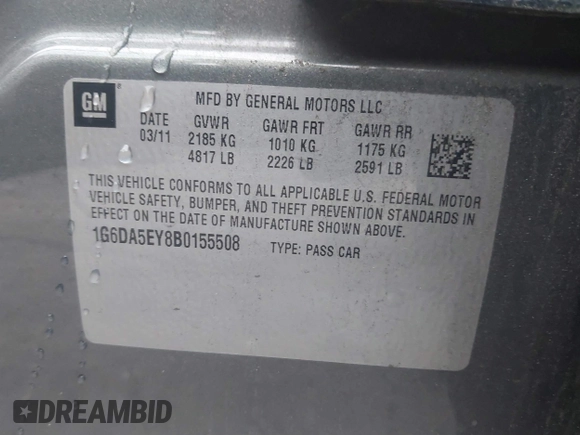 GM ®
MFD BY GENERAL MOTORS LLC
DATE GVWR GAWR FRT GAWR RR
03/11 2185 KG 1010 KG 1175 KG
4817 LB 2226 LB 2591 LB
THIS VEHICLE CONFORMS TO ALL APPLICABLE U.S. FEDERAL MOTOR
VEHICLE SAFETY, BUMPER, AND THEFT PREVENTION STANDARDS IN
EFFECT ON THE DATE OF MANUFACTURE SHOWN ABOVE.
1G6DA5EY8B0155508 TYPE: PASS CAR
DREAMBID